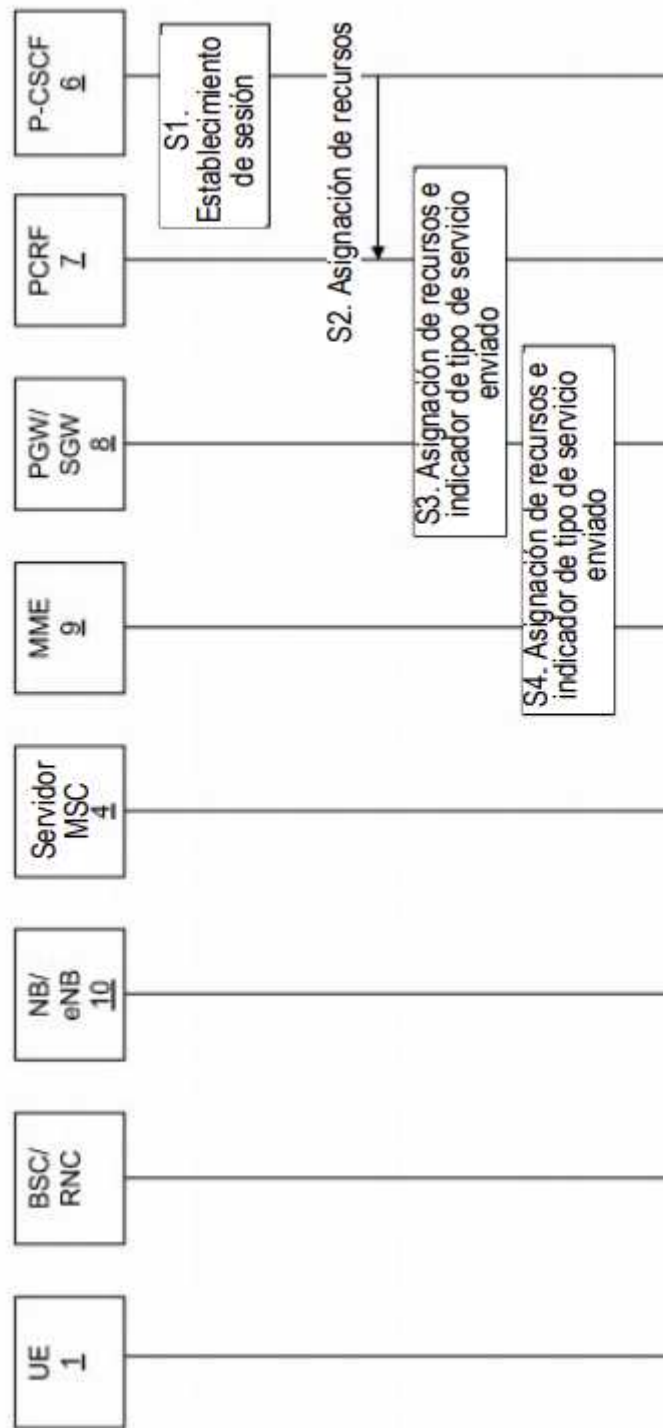 UE
1
BSC/
RNC
NB/
eNB
10
Servidor
MSC
4
MME
9
PGW/
SGW
8
PCRF
7
P-CSCF
6
S1.
Establecimiento
de sesión
S2. Asignación de recursos
S3. Asignación de recursos e
indicador de tipo de servicio
enviado
S4. Asignación de recursos e
indicador de tipo de servicio
enviado